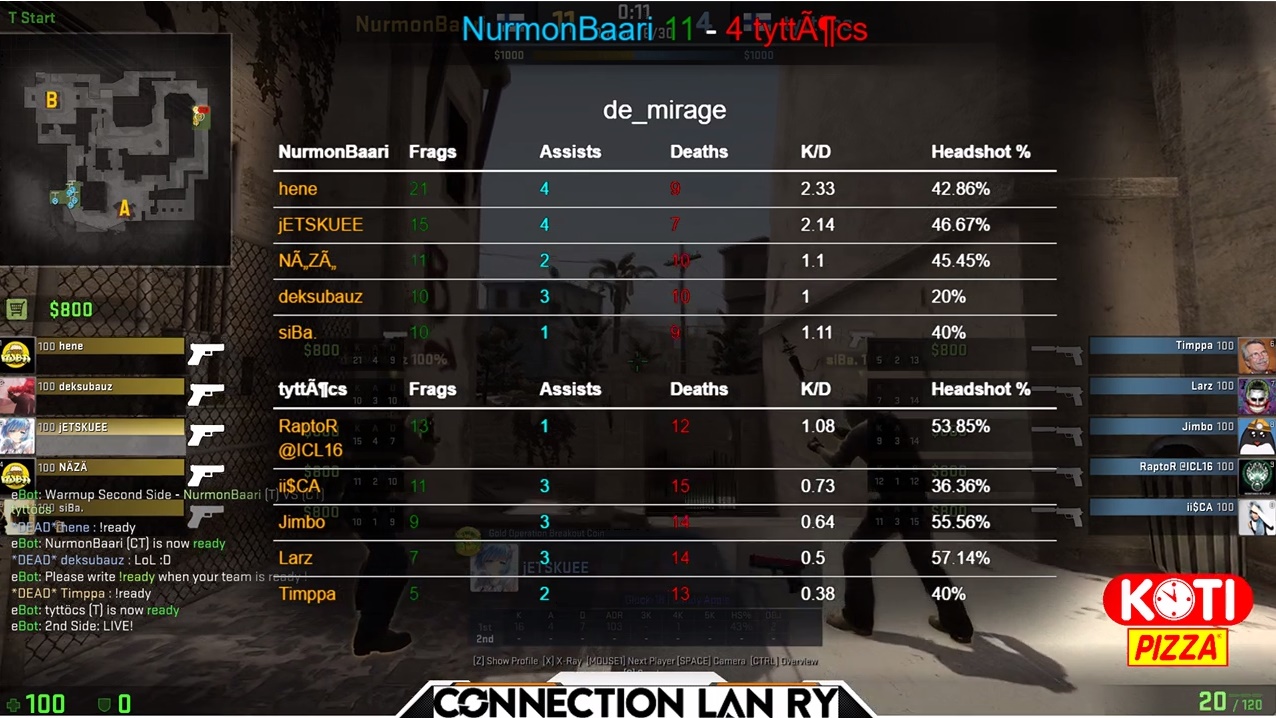 T Start
NurmonBaari 11 - 4 tyttÃ¶cs
0:11
$1000
$1000
B
A
de_mirage
NurmonBaari Frags Assists Deaths K/D Headshot %
hene 21 4 9 2.33 42.86%
jETSKUEE 15 4 7 2.14 46.67%
NÃ„ZÃ„ 11 2 10 1.1 45.45%
deksubauz 10 3 10 1 20%
siBa. 10 1 9 1.11 40%
tyttÃ¶cs Frags Assists Deaths K/D Headshot %
RaptoR
@ICL16 13 1 12 1.08 53.85%
ii$CA 11 3 15 0.73 36.36%
Jimbo 9 3 14 0.64 55.56%
Larz 7 3 14 0.5 57.14%
Timppa 5 2 13 0.38 40%
$800
100 hene
100 deksubauz
100 jETSKUEE
100 NÄZÄ
siBa.
Timppa 100
Larz 100
Jimbo 100
RaptoR @ICL16 100
ii$CA 100
eBot: Warmup Second Side - NurmonBaari (T) VS (CT)
tyttöcs
*DEAD* hene : !ready
eBot: NurmonBaari (CT) is now ready
*DEAD* deksubauz : LoL :D
eBot: Please write !ready when your team is ready !
*DEAD* Timppa : !ready
eBot: tyttöcs (T) is now ready
eBot: 2nd Side: LIVE!
jETSKUEE
2nd
[Z] Show Profile [X] X-Ray [MOUSE1] Next Player [SPACE] Camera [CTRL] Overview
KOTI
PIZZA
100 0
CONNECTION LAN RY
20 / 120